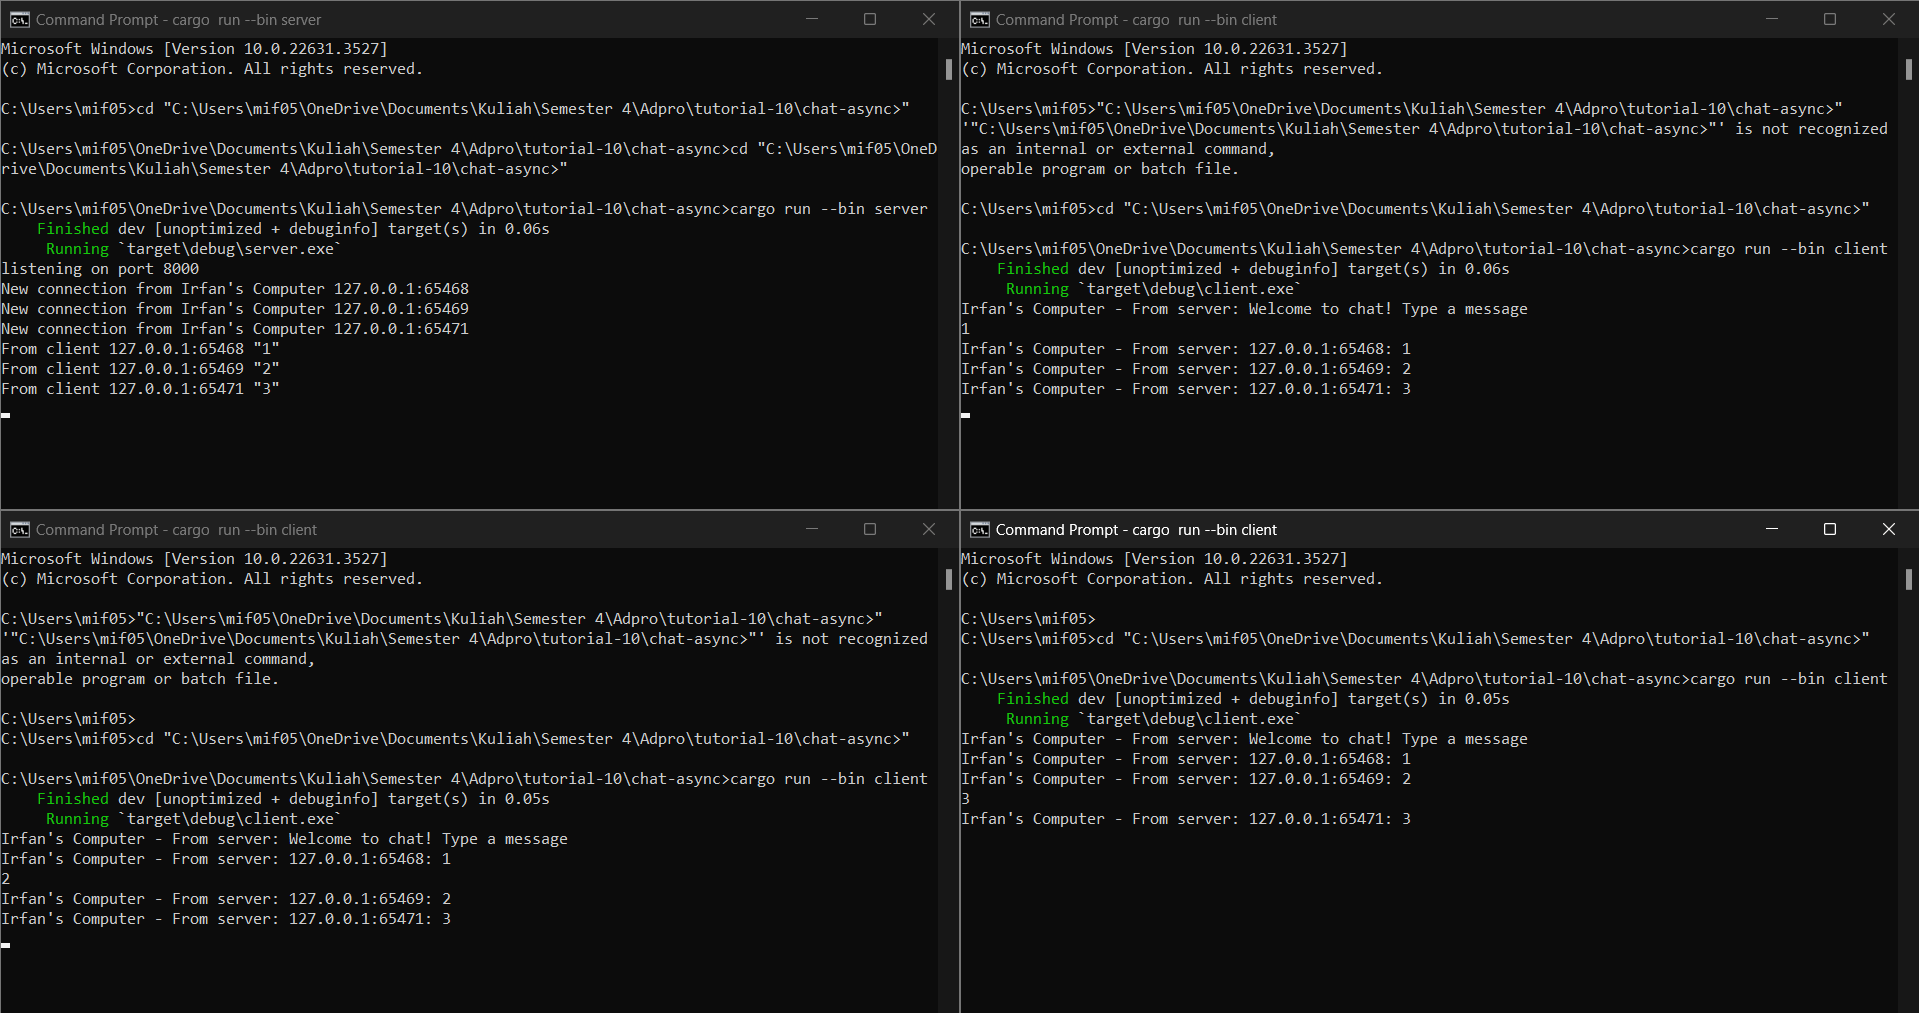 Command Prompt - cargo  run --bin server
Microsoft Windows [Version 10.0.22631.3527]
(c) Microsoft Corporation. All rights reserved.
C:\Users\mif05>cd "C:\Users\mif05\OneDrive\Documents\Kuliah\Semester 4\Adpro\tutorial-10\chat-async>"
C:\Users\mif05\OneDrive\Documents\Kuliah\Semester 4\Adpro\tutorial-10\chat-async>cd "C:\Users\mif05\OneD
rive\Documents\Kuliah\Semester 4\Adpro\tutorial-10\chat-async>"
C:\Users\mif05\OneDrive\Documents\Kuliah\Semester 4\Adpro\tutorial-10\chat-async>cargo run --bin server
    Finished dev [unoptimized + debuginfo] target(s) in 0.06s
     Running `target\debug\server.exe`
listening on port 8000
New connection from Irfan's Computer 127.0.0.1:65468
New connection from Irfan's Computer 127.0.0.1:65469
New connection from Irfan's Computer 127.0.0.1:65471
From client 127.0.0.1:65468 "1"
From client 127.0.0.1:65469 "2"
From client 127.0.0.1:65471 "3"
Command Prompt - cargo  run --bin client
Microsoft Windows [Version 10.0.22631.3527]
(c) Microsoft Corporation. All rights reserved.
C:\Users\mif05>"C:\Users\mif05\OneDrive\Documents\Kuliah\Semester 4\Adpro\tutorial-10\chat-async>"
'"C:\Users\mif05\OneDrive\Documents\Kuliah\Semester 4\Adpro\tutorial-10\chat-async>"' is not recognized
as an internal or external command,
operable program or batch file.
C:\Users\mif05>cd "C:\Users\mif05\OneDrive\Documents\Kuliah\Semester 4\Adpro\tutorial-10\chat-async>"
C:\Users\mif05\OneDrive\Documents\Kuliah\Semester 4\Adpro\tutorial-10\chat-async>cargo run --bin client
    Finished dev [unoptimized + debuginfo] target(s) in 0.06s
     Running `target\debug\client.exe`
Irfan's Computer - From server: Welcome to chat! Type a message
1
Irfan's Computer - From server: 127.0.0.1:65468: 1
Irfan's Computer - From server: 127.0.0.1:65469: 2
Irfan's Computer - From server: 127.0.0.1:65471: 3
Command Prompt - cargo  run --bin client
Microsoft Windows [Version 10.0.22631.3527]
(c) Microsoft Corporation. All rights reserved.
C:\Users\mif05>"C:\Users\mif05\OneDrive\Documents\Kuliah\Semester 4\Adpro\tutorial-10\chat-async>"
'"C:\Users\mif05\OneDrive\Documents\Kuliah\Semester 4\Adpro\tutorial-10\chat-async>"' is not recognized
as an internal or external command,
operable program or batch file.
C:\Users\mif05>
C:\Users\mif05>cd "C:\Users\mif05\OneDrive\Documents\Kuliah\Semester 4\Adpro\tutorial-10\chat-async>"
C:\Users\mif05\OneDrive\Documents\Kuliah\Semester 4\Adpro\tutorial-10\chat-async>cargo run --bin client
    Finished dev [unoptimized + debuginfo] target(s) in 0.05s
     Running `target\debug\client.exe`
Irfan's Computer - From server: Welcome to chat! Type a message
Irfan's Computer - From server: 127.0.0.1:65468: 1
2
Irfan's Computer - From server: 127.0.0.1:65469: 2
Irfan's Computer - From server: 127.0.0.1:65471: 3
Command Prompt - cargo  run --bin client
Microsoft Windows [Version 10.0.22631.3527]
(c) Microsoft Corporation. All rights reserved.
C:\Users\mif05>
C:\Users\mif05>cd "C:\Users\mif05\OneDrive\Documents\Kuliah\Semester 4\Adpro\tutorial-10\chat-async>"
C:\Users\mif05\OneDrive\Documents\Kuliah\Semester 4\Adpro\tutorial-10\chat-async>cargo run --bin client
    Finished dev [unoptimized + debuginfo] target(s) in 0.05s
     Running `target\debug\client.exe`
Irfan's Computer - From server: Welcome to chat! Type a message
Irfan's Computer - From server: 127.0.0.1:65468: 1
Irfan's Computer - From server: 127.0.0.1:65469: 2
3
Irfan's Computer - From server: 127.0.0.1:65471: 3